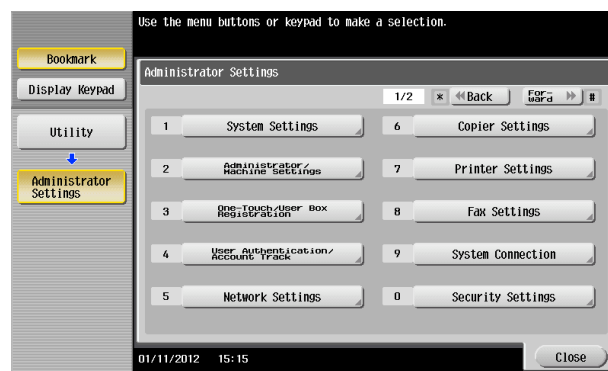 Use the menu buttons or keypad to make a selection.
Bookmark
Display Keypad
Utility
Administrator
Settings
Administrator Settings
1/2 * Back For-
ward #
1 System Settings
2 Administrator/
Machine Settings
3 One-Touch/User Box
Registration
4 User Authentication/
Account Track
5 Network Settings
6 Copier Settings
7 Printer Settings
8 Fax Settings
9 System Connection
0 Security Settings
01/11/2012 15:15
Close